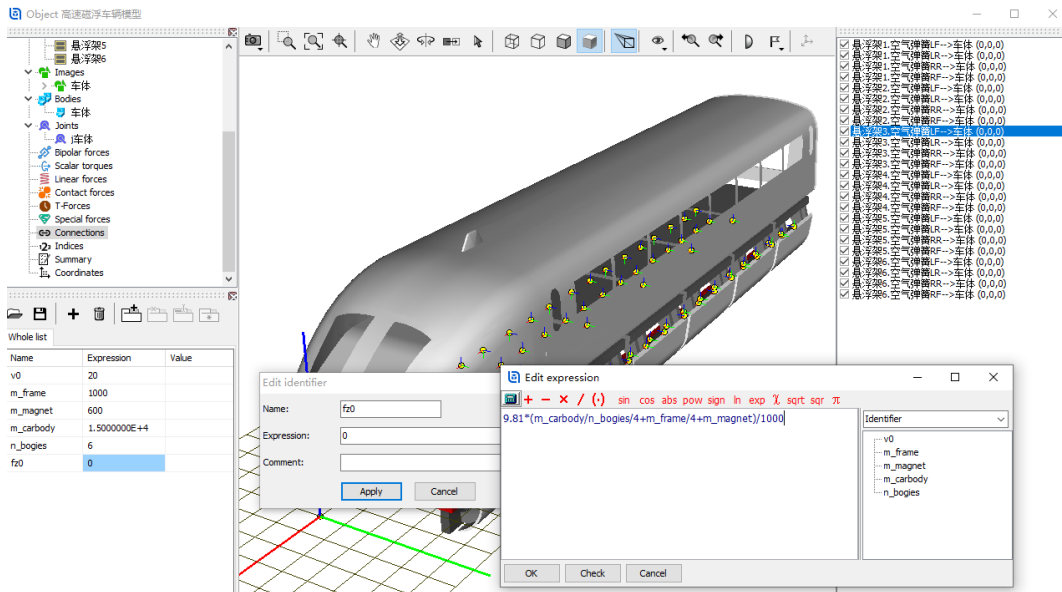 Object 高速磁浮车辆模型
悬浮架5
悬浮架6
Images
车体
Bodies
车体
Joints
j车体
Bipolar forces
Scalar torques
Linear forces
Contact forces
T-Forces
Special forces
Connections
Indices
Summary
Coordinates
Whole list
Name Expression Value
v0 20
m_frame 1000
m_magnet 600
m_carbody 1.5000000E+4
n_bogies 6
fz0 0
悬浮架1.空气弹簧LF-->车体 (0,0,0)
悬浮架1.空气弹簧LR-->车体 (0,0,0)
悬浮架1.空气弹簧RR-->车体 (0,0,0)
悬浮架1.空气弹簧RF-->车体 (0,0,0)
悬浮架2.空气弹簧LF-->车体 (0,0,0)
悬浮架2.空气弹簧LR-->车体 (0,0,0)
悬浮架2.空气弹簧RR-->车体 (0,0,0)
悬浮架2.空气弹簧RF-->车体 (0,0,0)
悬浮架3.空气弹簧LF-->车体 (0,0,0)
悬浮架3.空气弹簧LR-->车体 (0,0,0)
悬浮架3.空气弹簧RR-->车体 (0,0,0)
悬浮架3.空气弹簧RF-->车体 (0,0,0)
悬浮架4.空气弹簧LF-->车体 (0,0,0)
悬浮架4.空气弹簧LR-->车体 (0,0,0)
悬浮架4.空气弹簧RR-->车体 (0,0,0)
悬浮架4.空气弹簧RF-->车体 (0,0,0)
悬浮架5.空气弹簧LF-->车体 (0,0,0)
悬浮架5.空气弹簧LR-->车体 (0,0,0)
悬浮架5.空气弹簧RR-->车体 (0,0,0)
悬浮架5.空气弹簧RF-->车体 (0,0,0)
悬浮架6.空气弹簧LF-->车体 (0,0,0)
悬浮架6.空气弹簧LR-->车体 (0,0,0)
悬浮架6.空气弹簧RR-->车体 (0,0,0)
悬浮架6.空气弹簧RF-->车体 (0,0,0)
Edit identifier
Name: fz0
Expression: 0
Comment:
Apply Cancel
Edit expression
+ − × / (·) sin cos abs pow sign ln exp sqrt sqr π
9.81*(m_carbody/n_bogies/4+m_frame/4+m_magnet)/1000
Identifier
v0
m_frame
m_magnet
m_carbody
n_bogies
OK Check Cancel